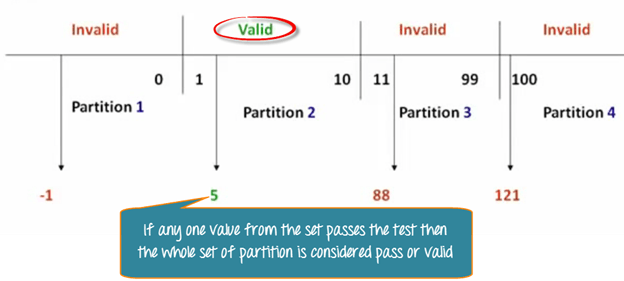 Invalid Valid Invalid Invalid
0 1 10 11 99 100
Partition 1 Partition 2 Partition 3 Partition 4
-1 5 88 121
If any one value from the set passes the test then
the whole set of partition is considered pass or valid